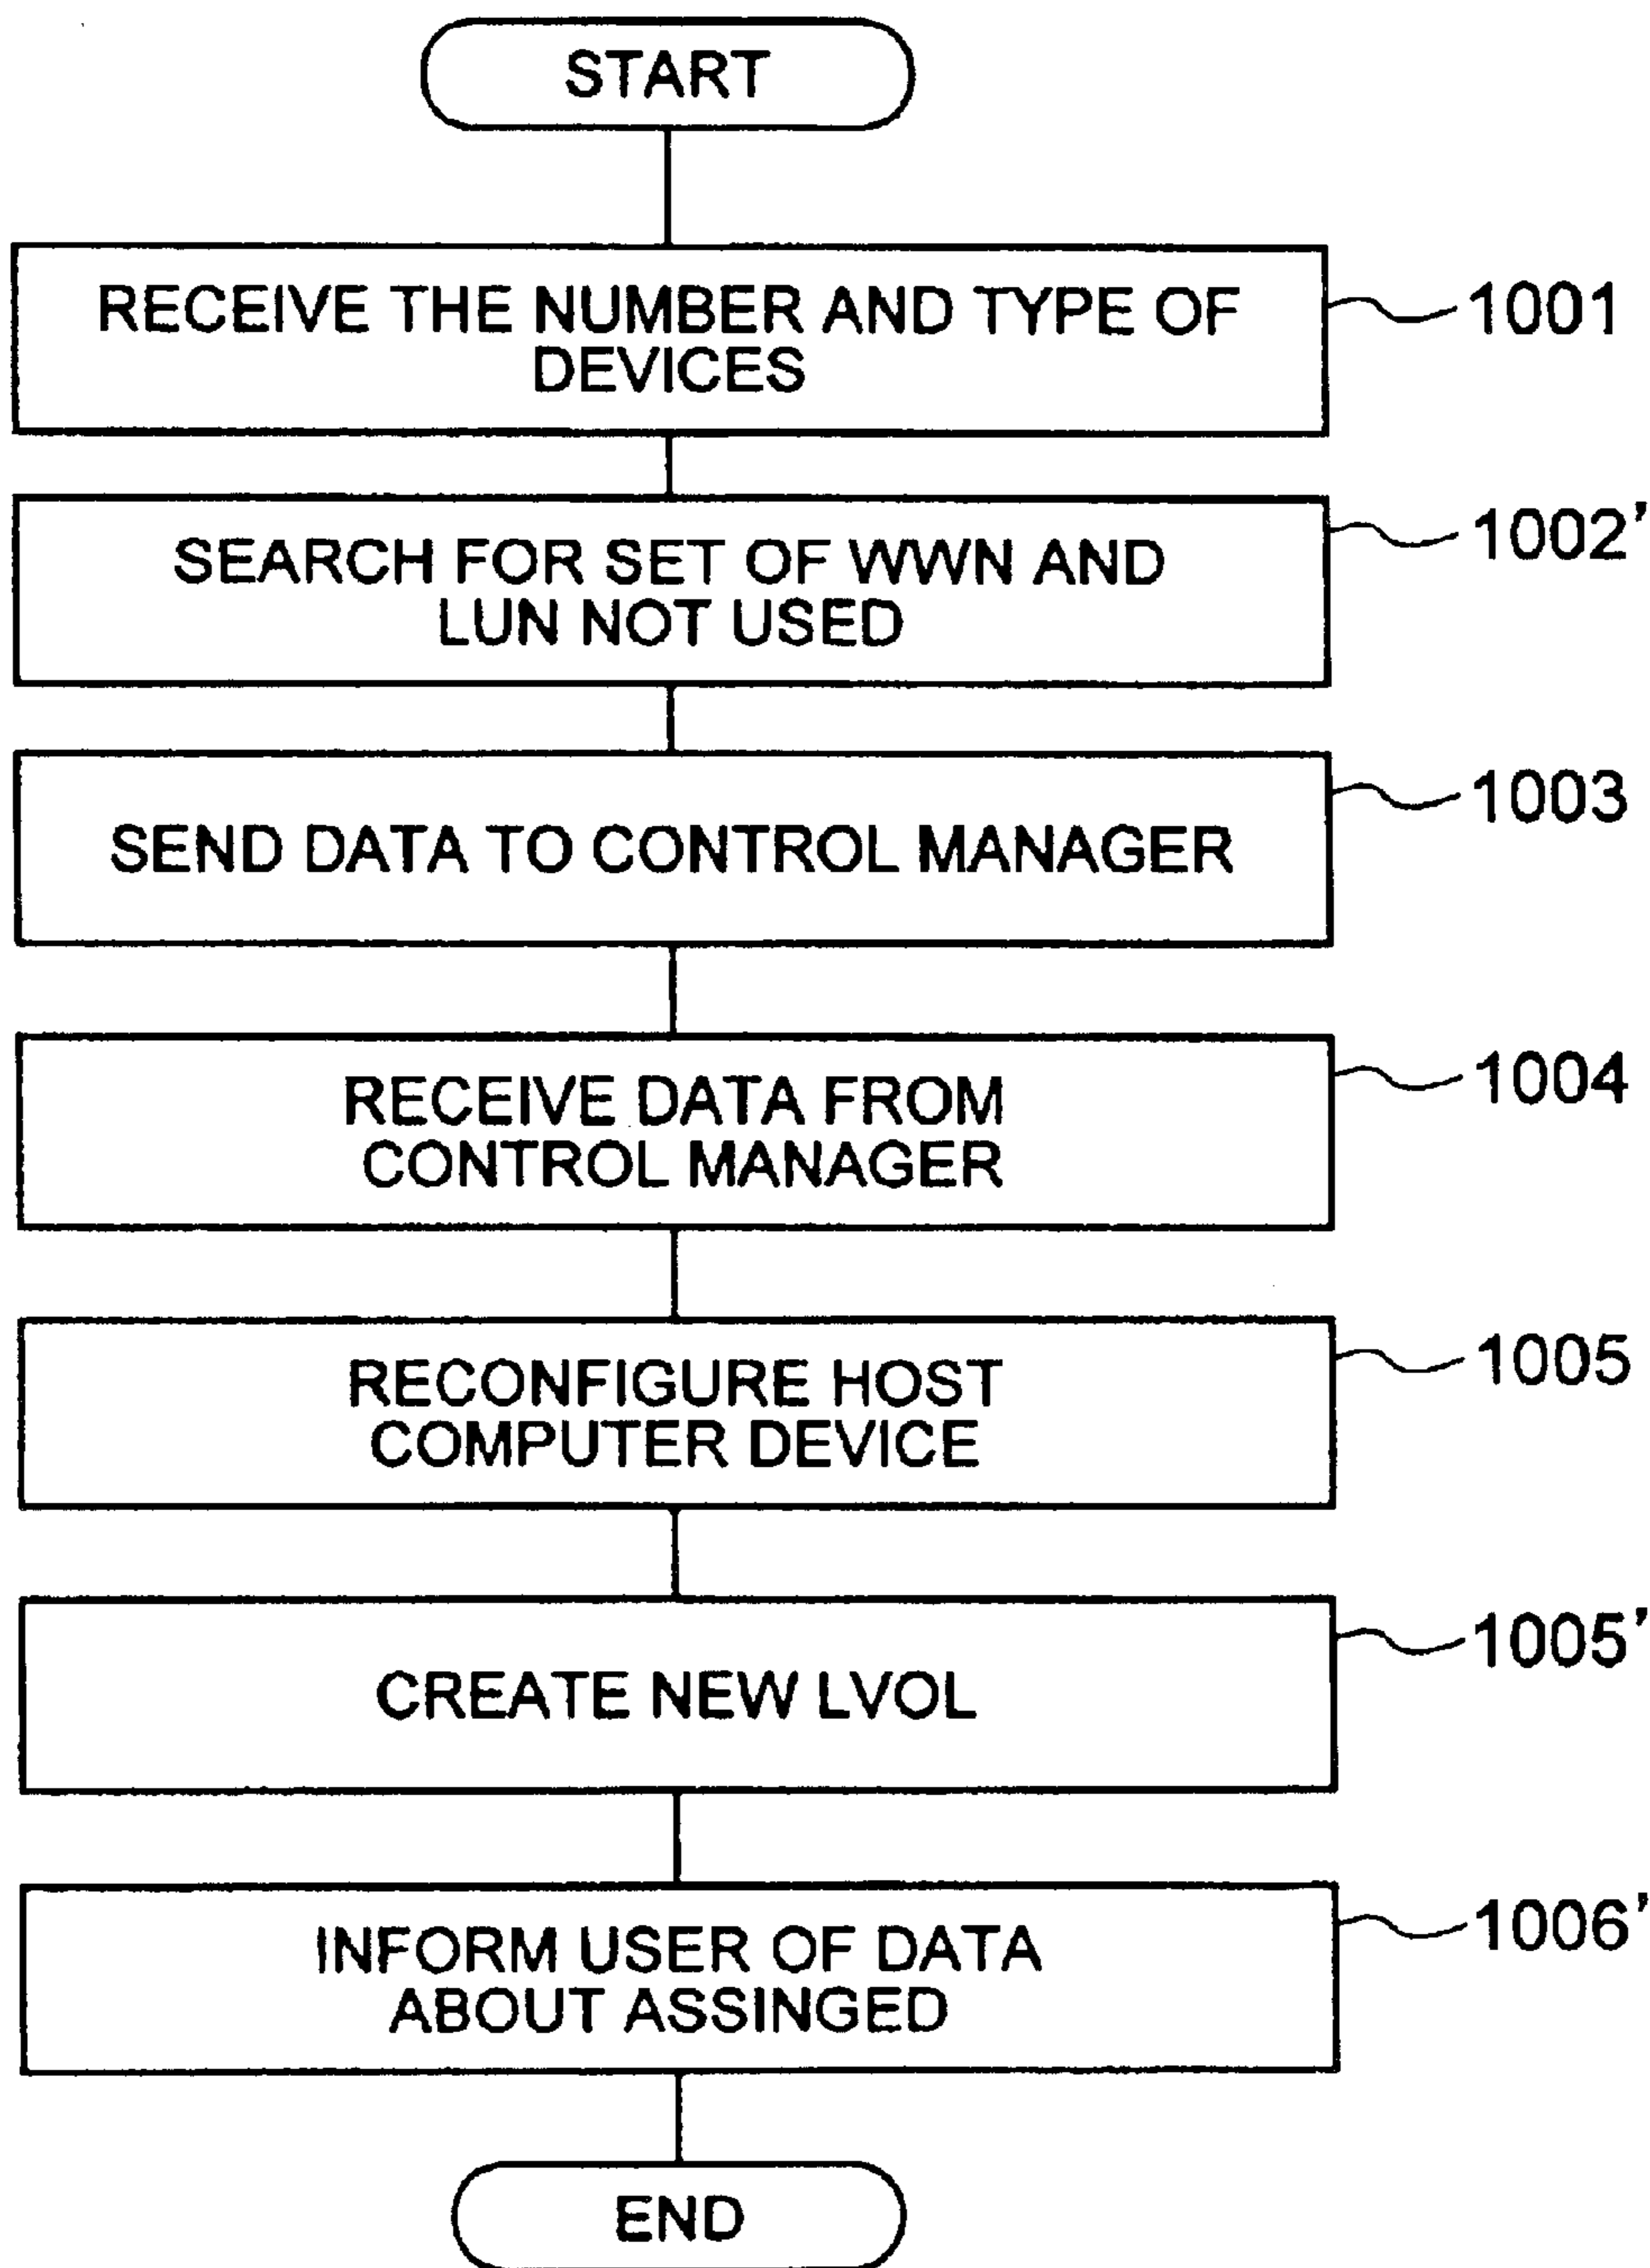 START
RECEIVE THE NUMBER AND TYPE OF
DEVICES
1001
SEARCH FOR SET OF WWN AND
LUN NOT USED
1002'
SEND DATA TO CONTROL MANAGER
1003
RECEIVE DATA FROM
CONTROL MANAGER
1004
RECONFIGURE HOST
COMPUTER DEVICE
1005
CREATE NEW LVOL
1005'
INFORM USER OF DATA
ABOUT ASSINGED
1006'
END